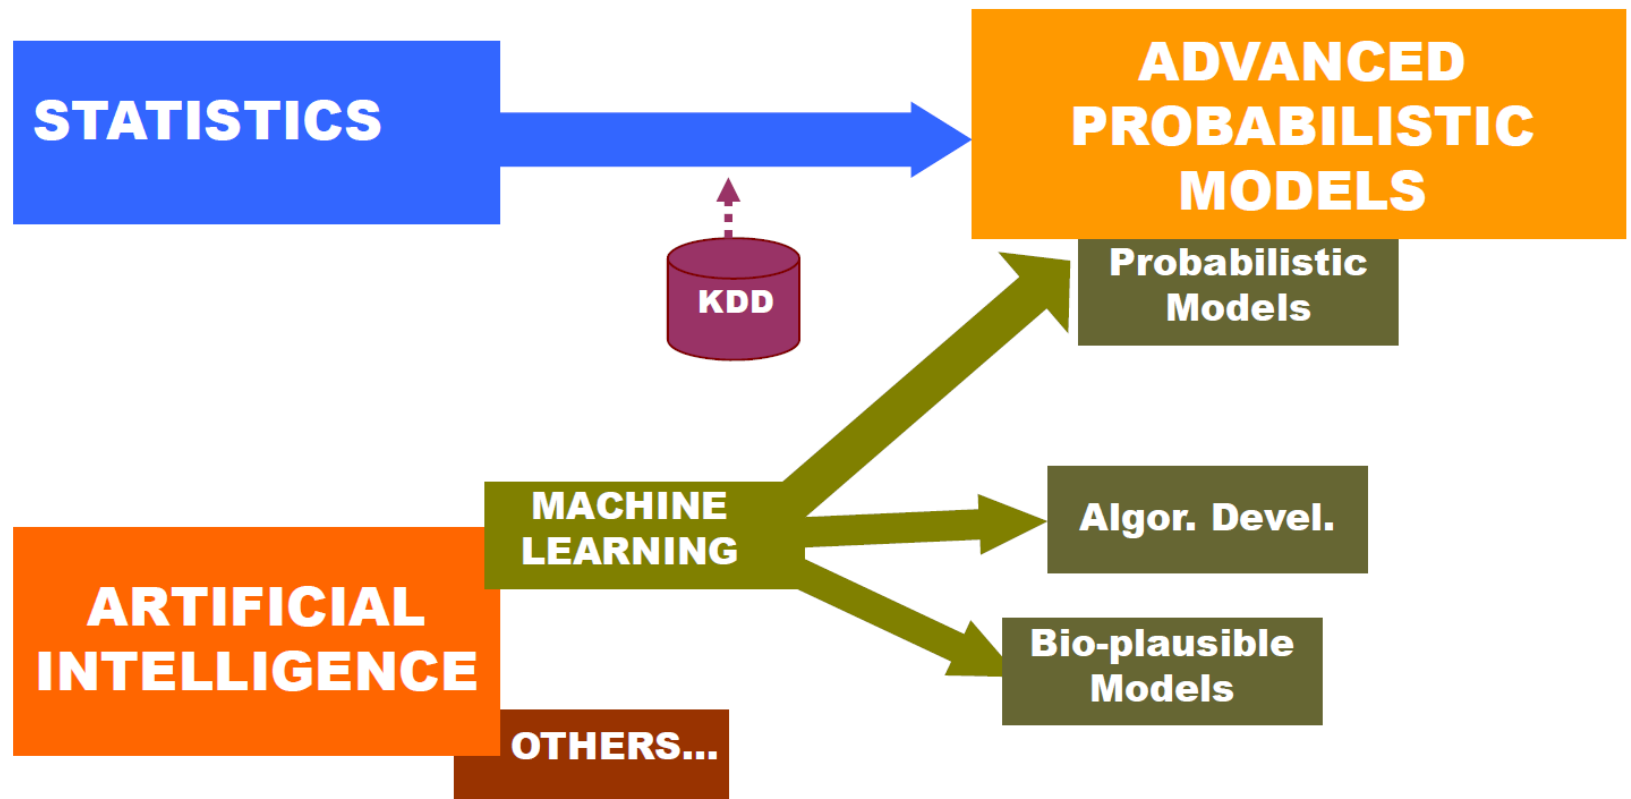 STATISTICS
ADVANCED
PROBABILISTIC
MODELS
Probabilistic
Models
KDD
MACHINE
LEARNING
Algor. Devel.
ARTIFICIAL
INTELLIGENCE
Bio-plausible
Models
OTHERS...